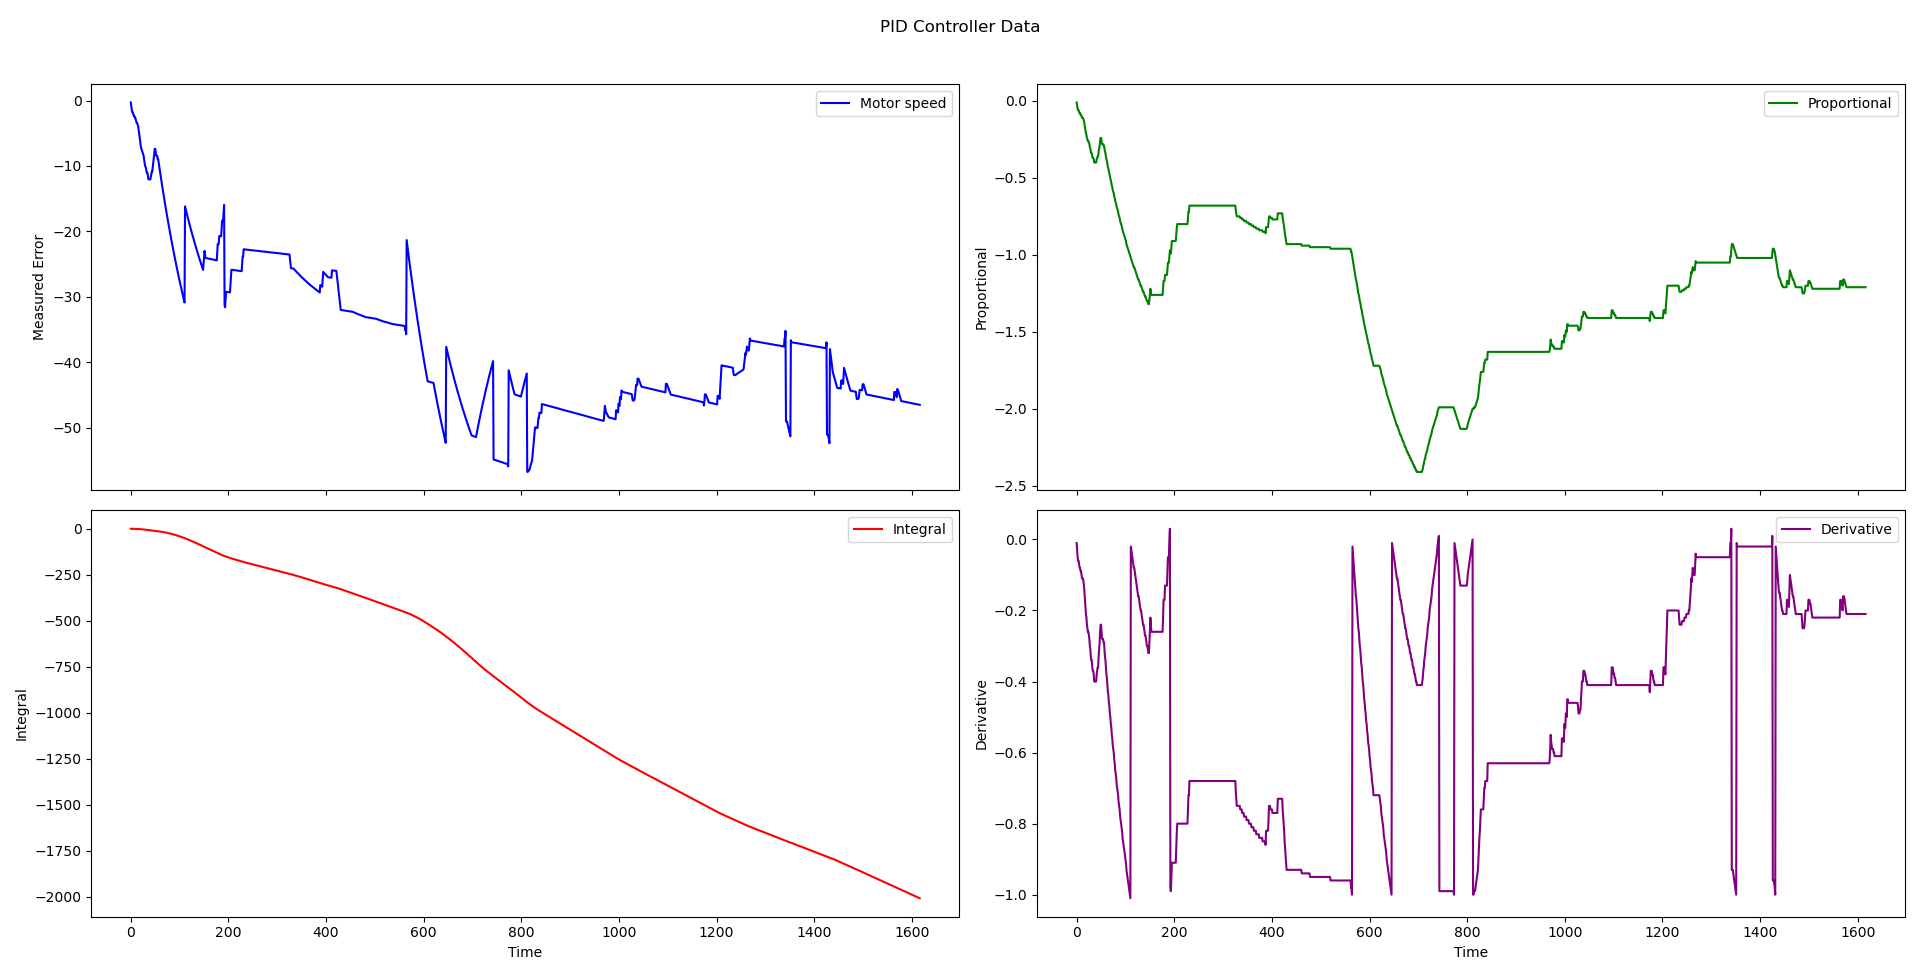 PID Controller Data
Motor speed
Measured Error
0
−10
−20
−30
−40
−50
Proportional
Proportional
0.0
−0.5
−1.0
−1.5
−2.0
−2.5
Integral
Integral
0
−250
−500
−750
−1000
−1250
−1500
−1750
−2000
0 200 400 600 800 1000 1200 1400 1600
Time
Derivative
Derivative
0.0
−0.2
−0.4
−0.6
−0.8
−1.0
0 200 400 600 800 1000 1200 1400 1600
Time